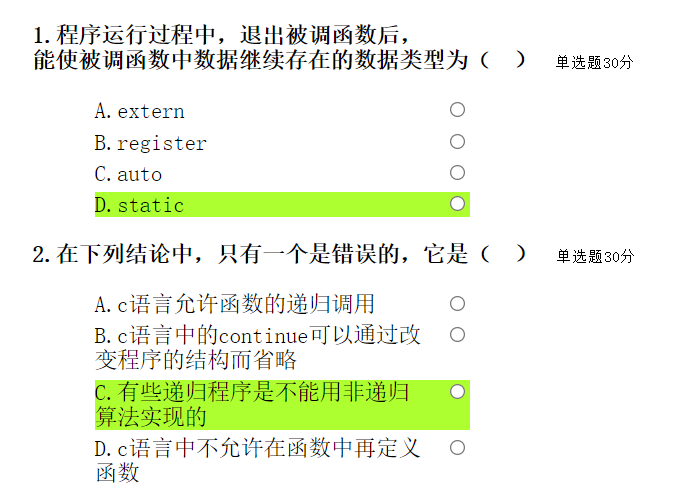 1.程序运行过程中，退出被调函数后，
能使被调函数中数据继续存在的数据类型为（　） 单选题30分
A.extern
B.register
C.auto
D.static
2.在下列结论中，只有一个是错误的，它是（　） 单选题30分
A.c语言允许函数的递归调用
B.c语言中的continue可以通过改
变程序的结构而省略
C.有些递归程序是不能用非递归
算法实现的
D.c语言中不允许在函数中再定义
函数